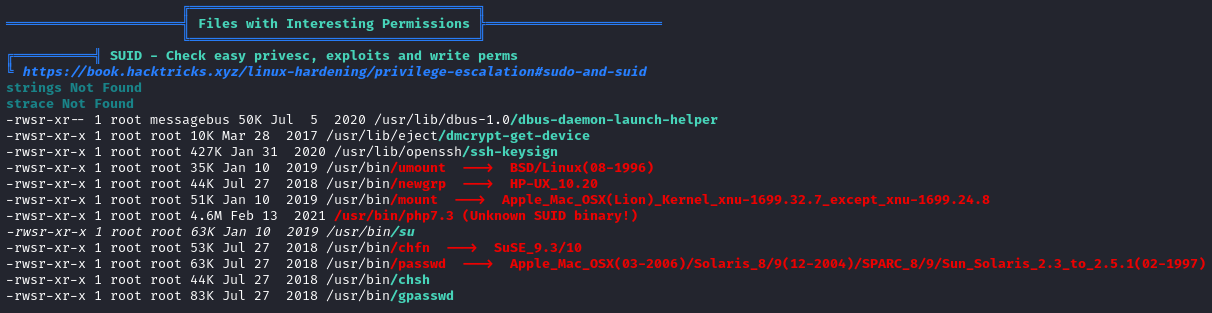 Files with Interesting Permissions
SUID - Check easy privesc, exploits and write perms
https://book.hacktricks.xyz/linux-hardening/privilege-escalation#sudo-and-suid
strings Not Found
strace Not Found
-rwsr-xr-- 1 root messagebus 50K Jul  5  2020 /usr/lib/dbus-1.0/dbus-daemon-launch-helper
-rwsr-xr-x 1 root root 10K Mar 28  2017 /usr/lib/eject/dmcrypt-get-device
-rwsr-xr-x 1 root root 427K Jan 31  2020 /usr/lib/openssh/ssh-keysign
-rwsr-xr-x 1 root root 35K Jan 10  2019 /usr/bin/umount  --->  BSD/Linux(08-1996)
-rwsr-xr-x 1 root root 44K Jul 27  2018 /usr/bin/newgrp  --->  HP-UX_10.20
-rwsr-xr-x 1 root root 51K Jan 10  2019 /usr/bin/mount  --->  Apple_Mac_OSX(Lion)_Kernel_xnu-1699.32.7_except_xnu-1699.24.8
-rwsr-xr-x 1 root root 4.6M Feb 13  2021 /usr/bin/php7.3 (Unknown SUID binary!)
-rwsr-xr-x 1 root root 63K Jan 10  2019 /usr/bin/su
-rwsr-xr-x 1 root root 53K Jul 27  2018 /usr/bin/chfn  --->  SuSE_9.3/10
-rwsr-xr-x 1 root root 63K Jul 27  2018 /usr/bin/passwd  --->  Apple_Mac_OSX(03-2006)/Solaris_8/9(12-2004)/SPARC_8/9/Sun_Solaris_2.3_to_2.5.1(02-1997)
-rwsr-xr-x 1 root root 44K Jul 27  2018 /usr/bin/chsh
-rwsr-xr-x 1 root root 83K Jul 27  2018 /usr/bin/gpasswd